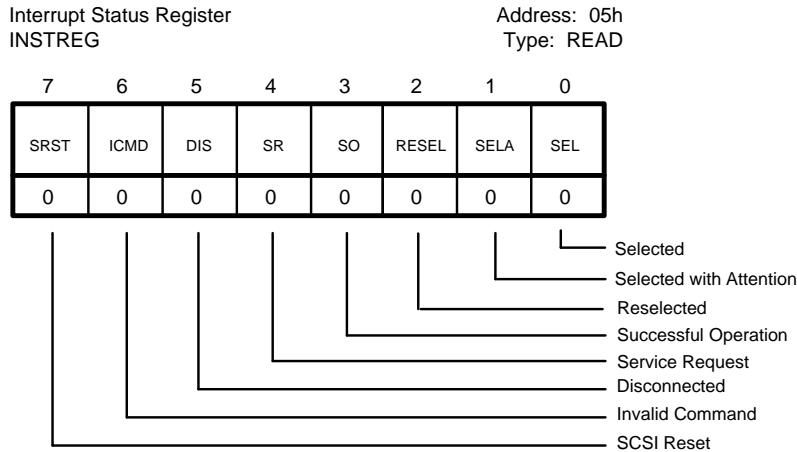 Interrupt Status Register Address: 05h
INSTREG Type: READ
7 6 5 4 3 2 1 0
SRST ICMD DIS SR SO RESEL SELA SEL
0 0 0 0 0 0 0 0
Selected
Selected with Attention
Reselected
Successful Operation
Service Request
Disconnected
Invalid Command
SCSI Reset